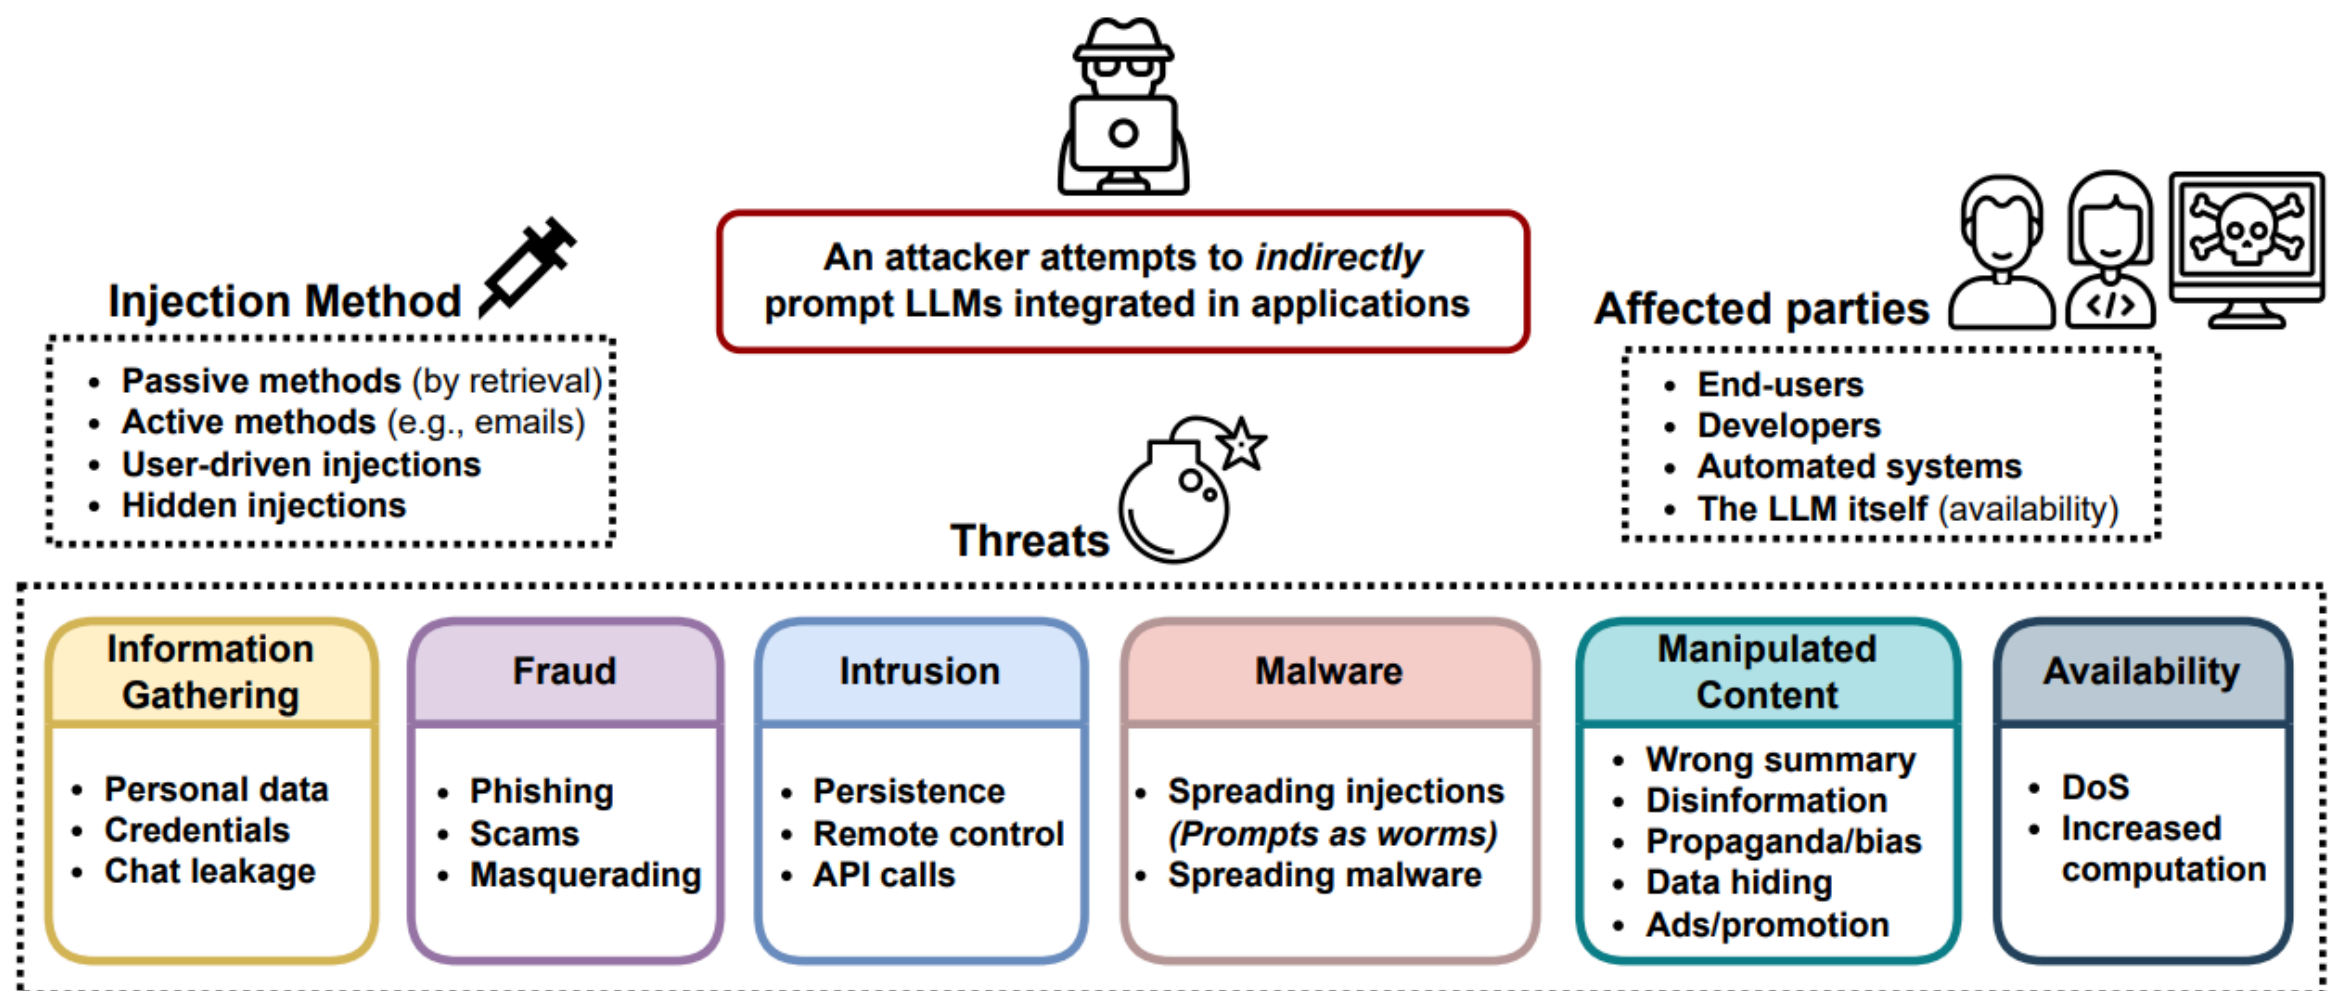 An attacker attempts to indirectly
prompt LLMs integrated in applications
Injection Method
• Passive methods (by retrieval)
• Active methods (e.g., emails)
• User-driven injections
• Hidden injections
Affected parties
</>
• End-users
• Developers
• Automated systems
• The LLM itself (availability)
Threats
Information
Gathering
• Personal data
• Credentials
• Chat leakage
Fraud
• Phishing
• Scams
• Masquerading
Intrusion
• Persistence
• Remote control
• API calls
Malware
• Spreading injections
(Prompts as worms)
• Spreading malware
Manipulated
Content
• Wrong summary
• Disinformation
• Propaganda/bias
• Data hiding
• Ads/promotion
Availability
• DoS
• Increased
computation